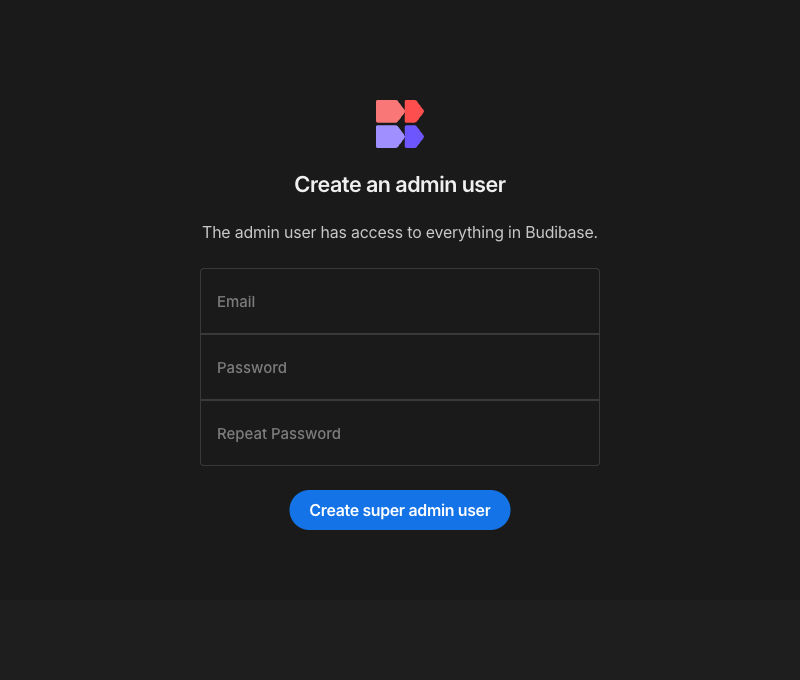 Create an admin user
The admin user has access to everything in Budibase.
Email
Password
Repeat Password
Create super admin user